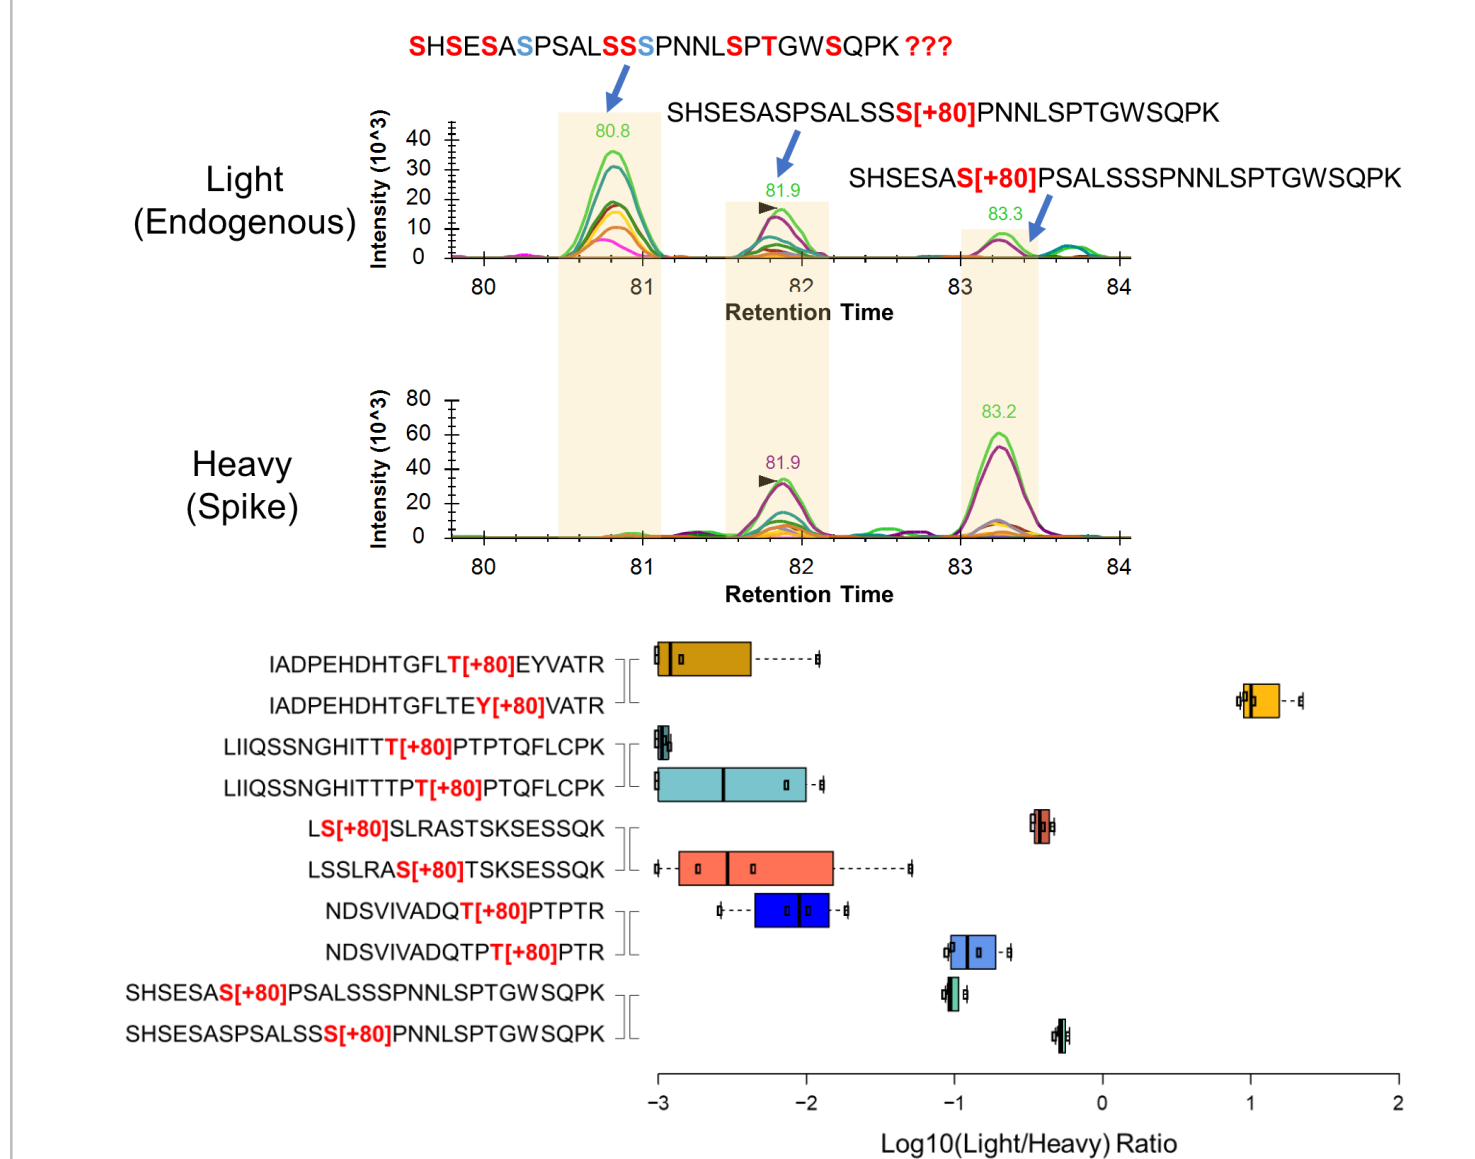 SHSESASPSALSSSPNNLSPTGWSQPK ???
SHSESASPSALSSS[+80]PNNLSPTGWSQPK
SHSESAS[+80]PSALSSSPNNLSPTGWSQPK
Light
(Endogenous)
Intensity (10^3)
40
30
20
10
0
80.8
81.9
83.3
80 81 82 83 84
Retention Time
Heavy
(Spike)
Intensity (10^3)
80
60
40
20
0
81.9
83.2
80 81 82 83 84
Retention Time
IADPEHDHTGFLT[+80]EYVATR
IADPEHDHTGFLTEY[+80]VATR
LIIQSSNGHITTT[+80]PTPTQFLCPK
LIIQSSNGHITTTPT[+80]PTQFLCPK
LS[+80]SLRASTSKSESSQK
LSSLRAS[+80]TSKSESSQK
NDSVIVADQT[+80]PTPTR
NDSVIVADQTPT[+80]PTR
SHSESAS[+80]PSALSSSPNNLSPTGWSQPK
SHSESASPSALSSS[+80]PNNLSPTGWSQPK
−3 −2 −1 0 1 2
Log10(Light/Heavy) Ratio